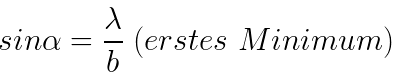 sinα = λ/b (erstes Minimum)